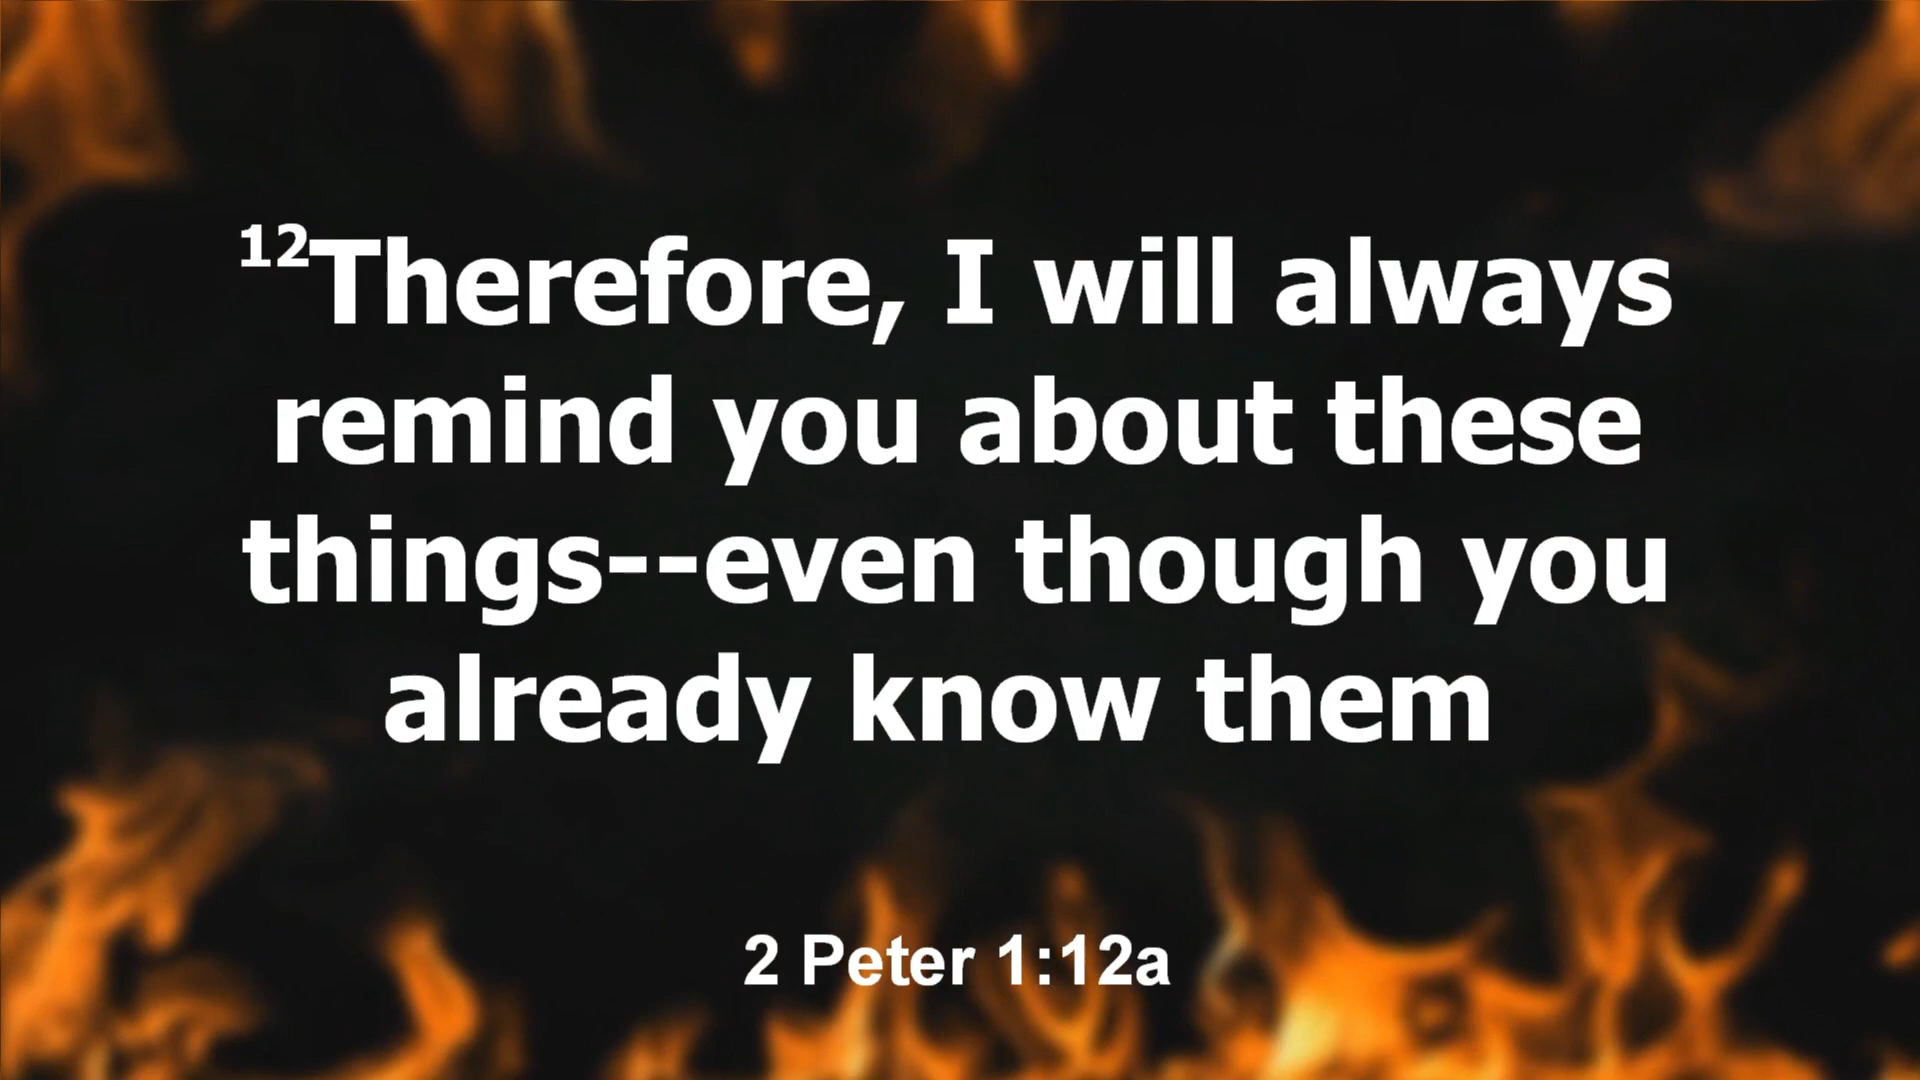 12Therefore, I will always
remind you about these
things--even though you
already know them
2 Peter 1:12a